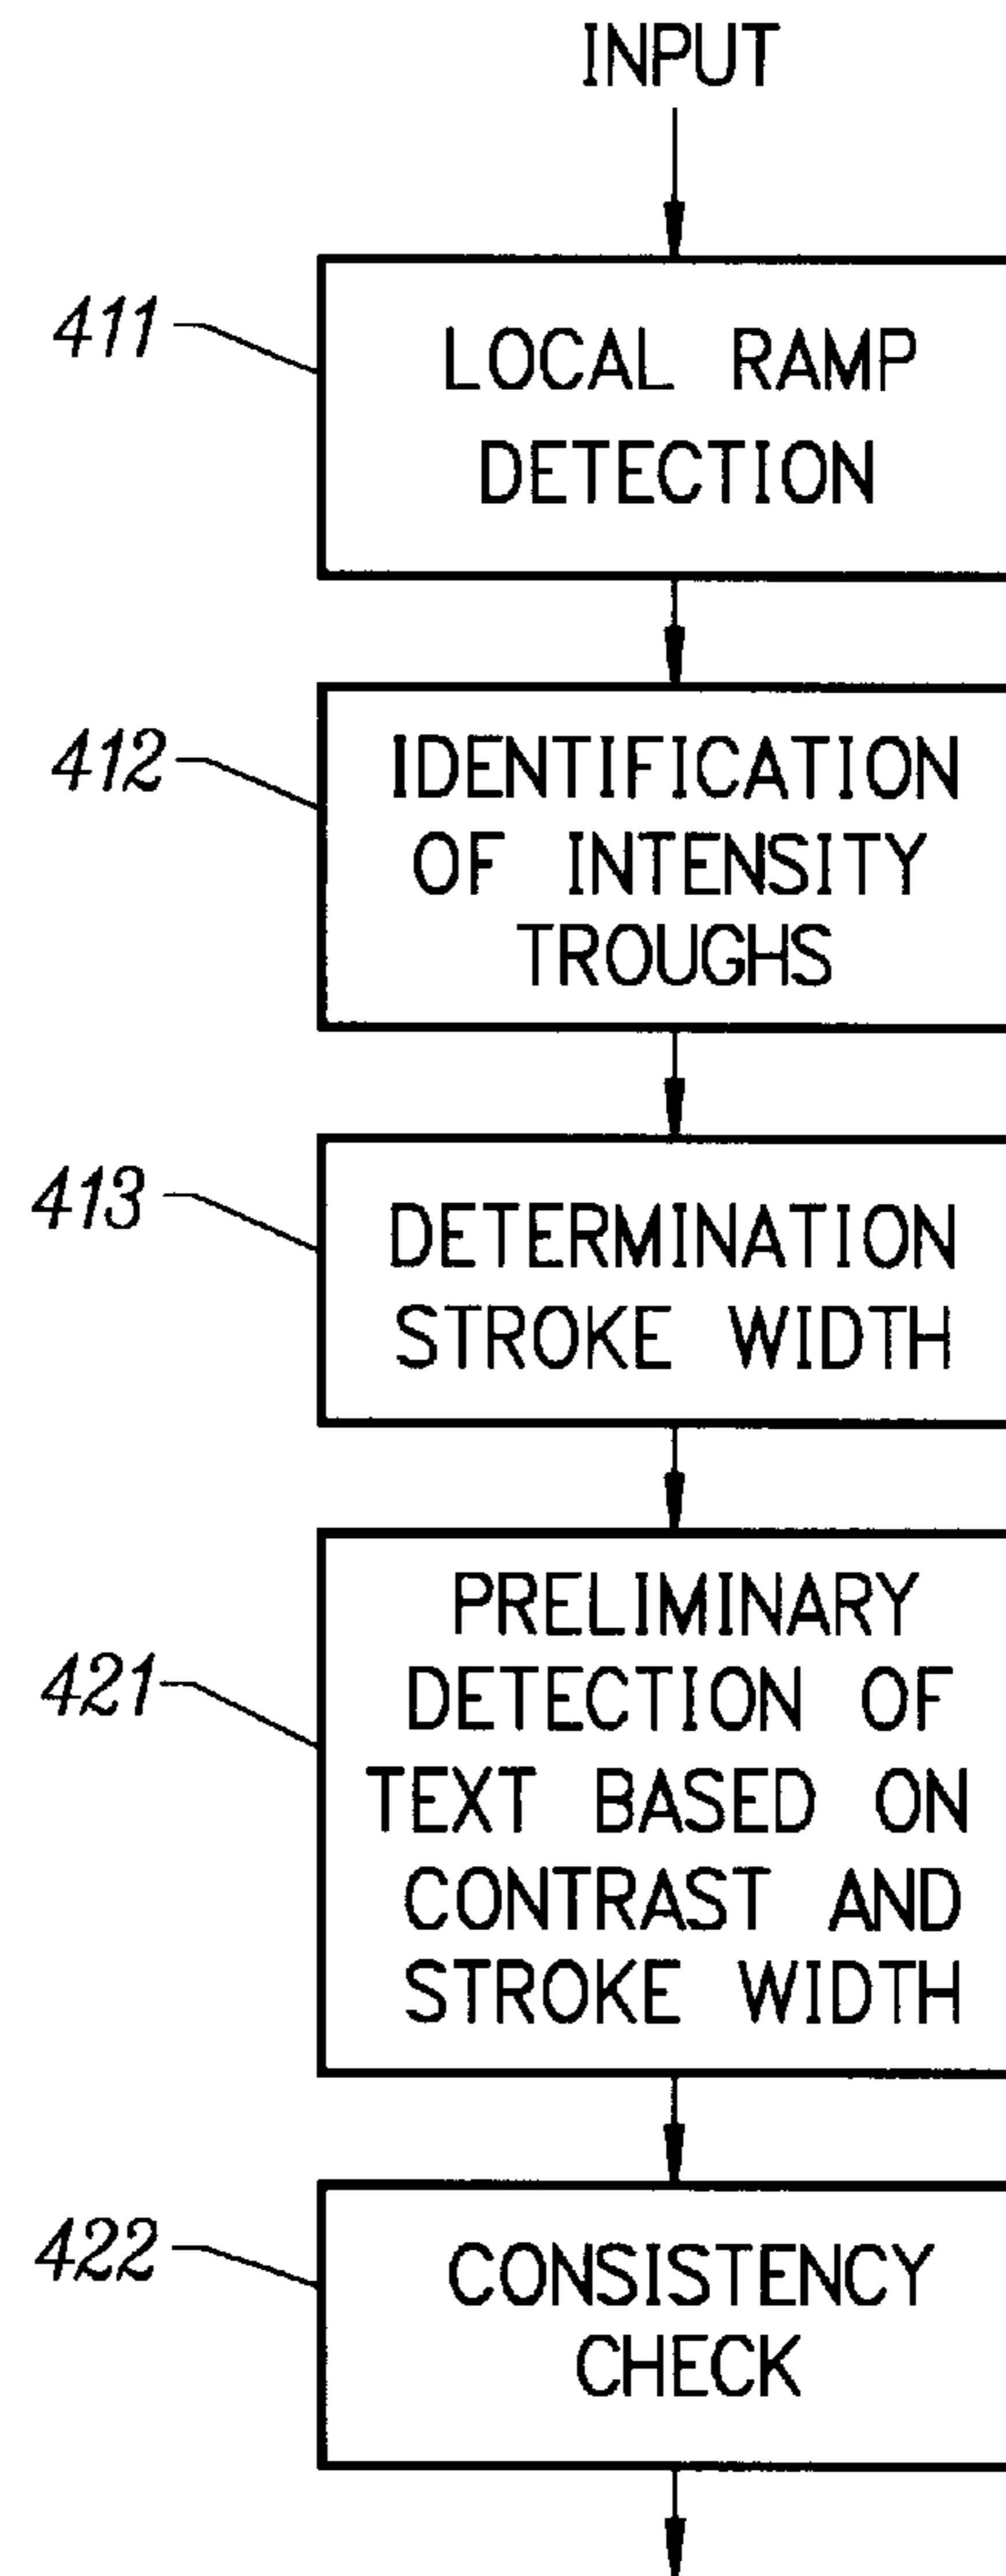 INPUT
411
LOCAL RAMP
DETECTION
412
IDENTIFICATION
OF INTENSITY
TROUGHS
413
DETERMINATION
STROKE WIDTH
421
PRELIMINARY
DETECTION OF
TEXT BASED ON
CONTRAST AND
STROKE WIDTH
422
CONSISTENCY
CHECK